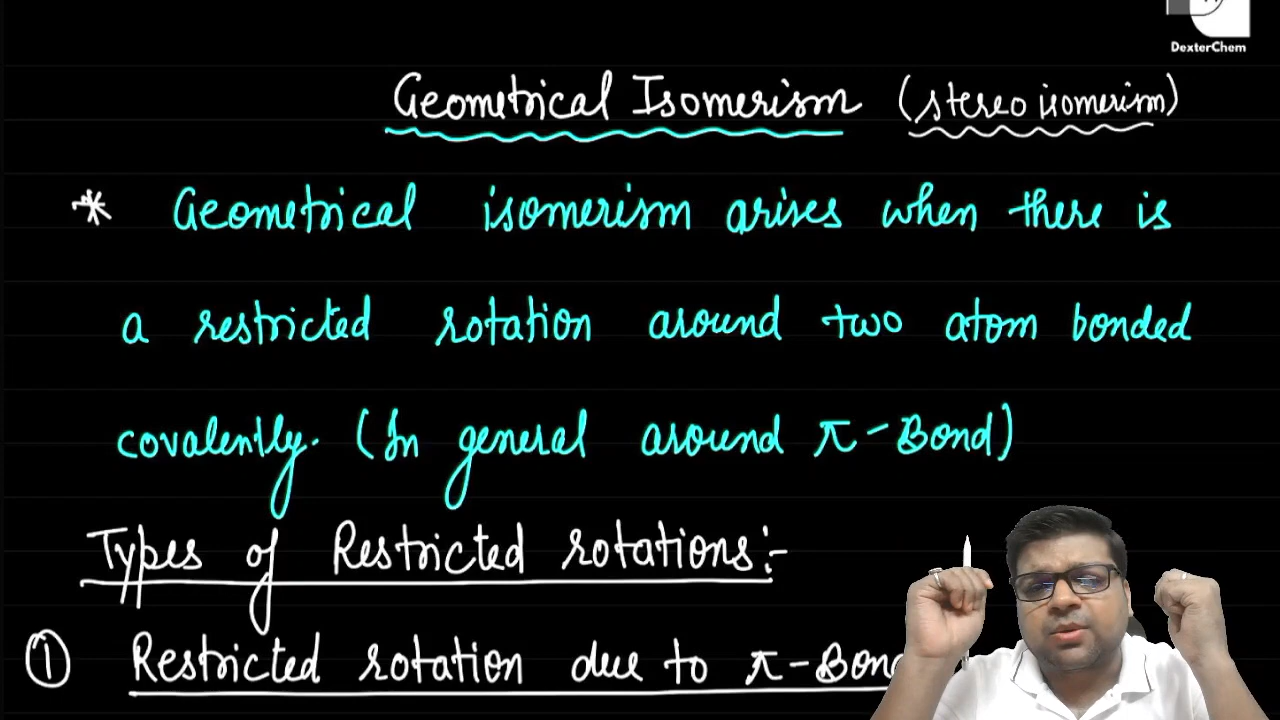 DexterChem
Geometrical Isomerism (stereo isomerism)
* Geometrical isomerism arises when there is
a restricted rotation around two atom bonded
covalently. (In general around π-Bond)
Types of Restricted rotations:-
① Restricted rotation due to π-Bond